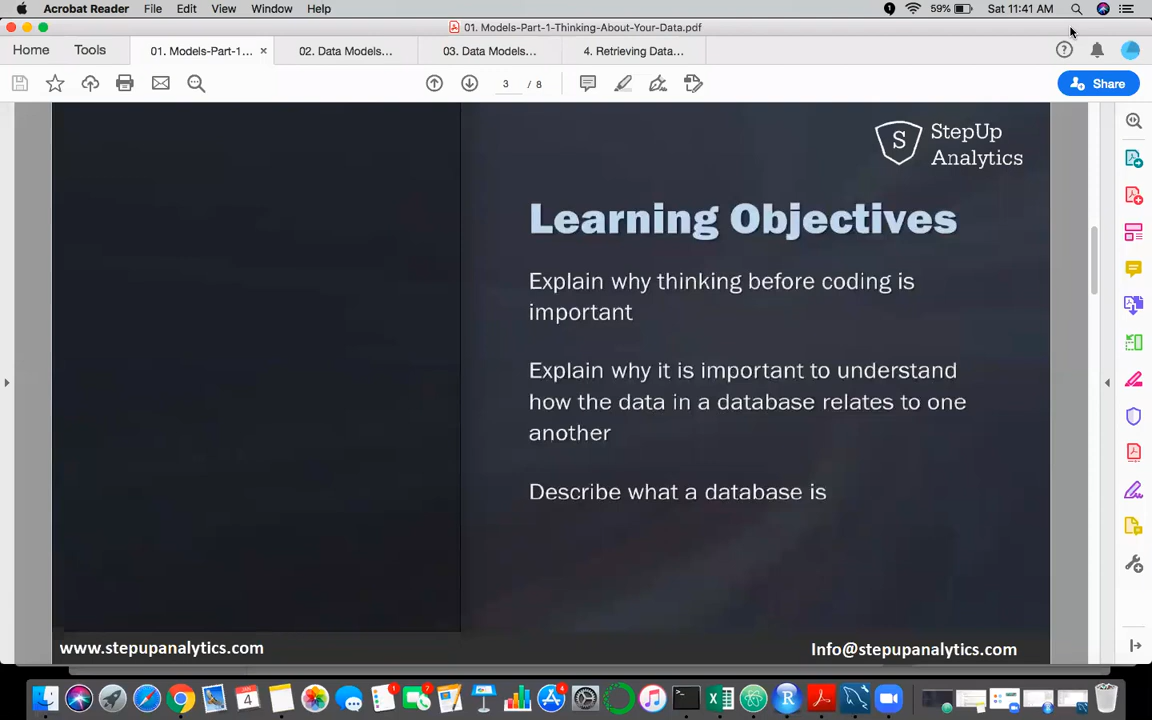 Acrobat Reader File Edit View Window Help
1 59% Sat 11:41 AM
01. Models-Part-1-Thinking-About-Your-Data.pdf
Home Tools 01. Models-Part-1... × 02. Data Models... 03. Data Models... 4. Retrieving Data...
3 / 8 Share
S StepUp
Analytics
Learning Objectives
Explain why thinking before coding is
important
Explain why it is important to understand
how the data in a database relates to one
another
Describe what a database is
www.stepupanalytics.com Info@stepupanalytics.com